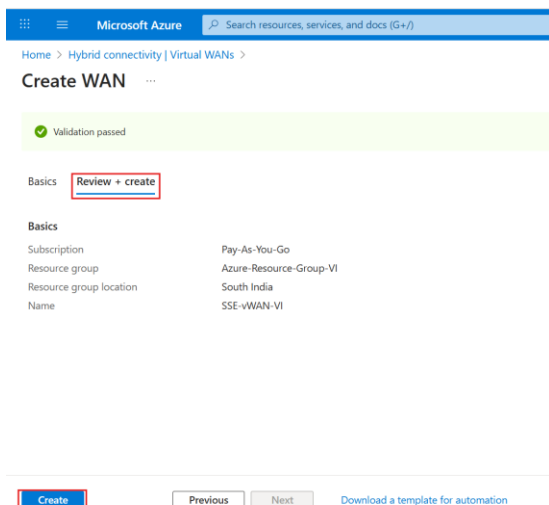 Microsoft Azure Search resources, services, and docs (G+/)
Home > Hybrid connectivity | Virtual WANs >
Create WAN ...
Validation passed
Basics Review + create
Basics
Subscription Pay-As-You-Go
Resource group Azure-Resource-Group-VI
Resource group location South India
Name SSE-vWAN-VI
Create Previous Next Download a template for automation